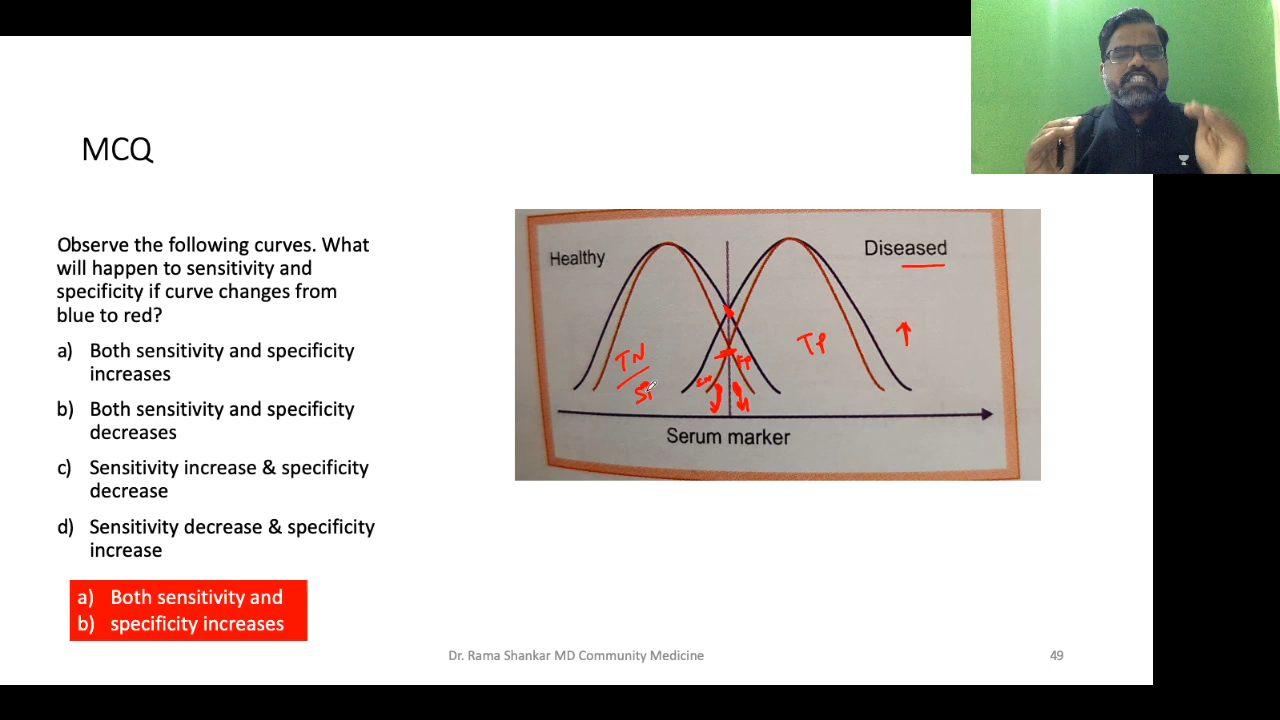 MCQ
Observe the following curves. What
will happen to sensitivity and
specificity if curve changes from
blue to red?
a) Both sensitivity and specificity
increases
b) Both sensitivity and specificity
decreases
c) Sensitivity increase & specificity
decrease
d) Sensitivity decrease & specificity
increase
a) Both sensitivity and
b) specificity increases
Healthy
Diseased
TN
TP
FP
Serum marker
Dr. Rama Shankar MD Community Medicine
49